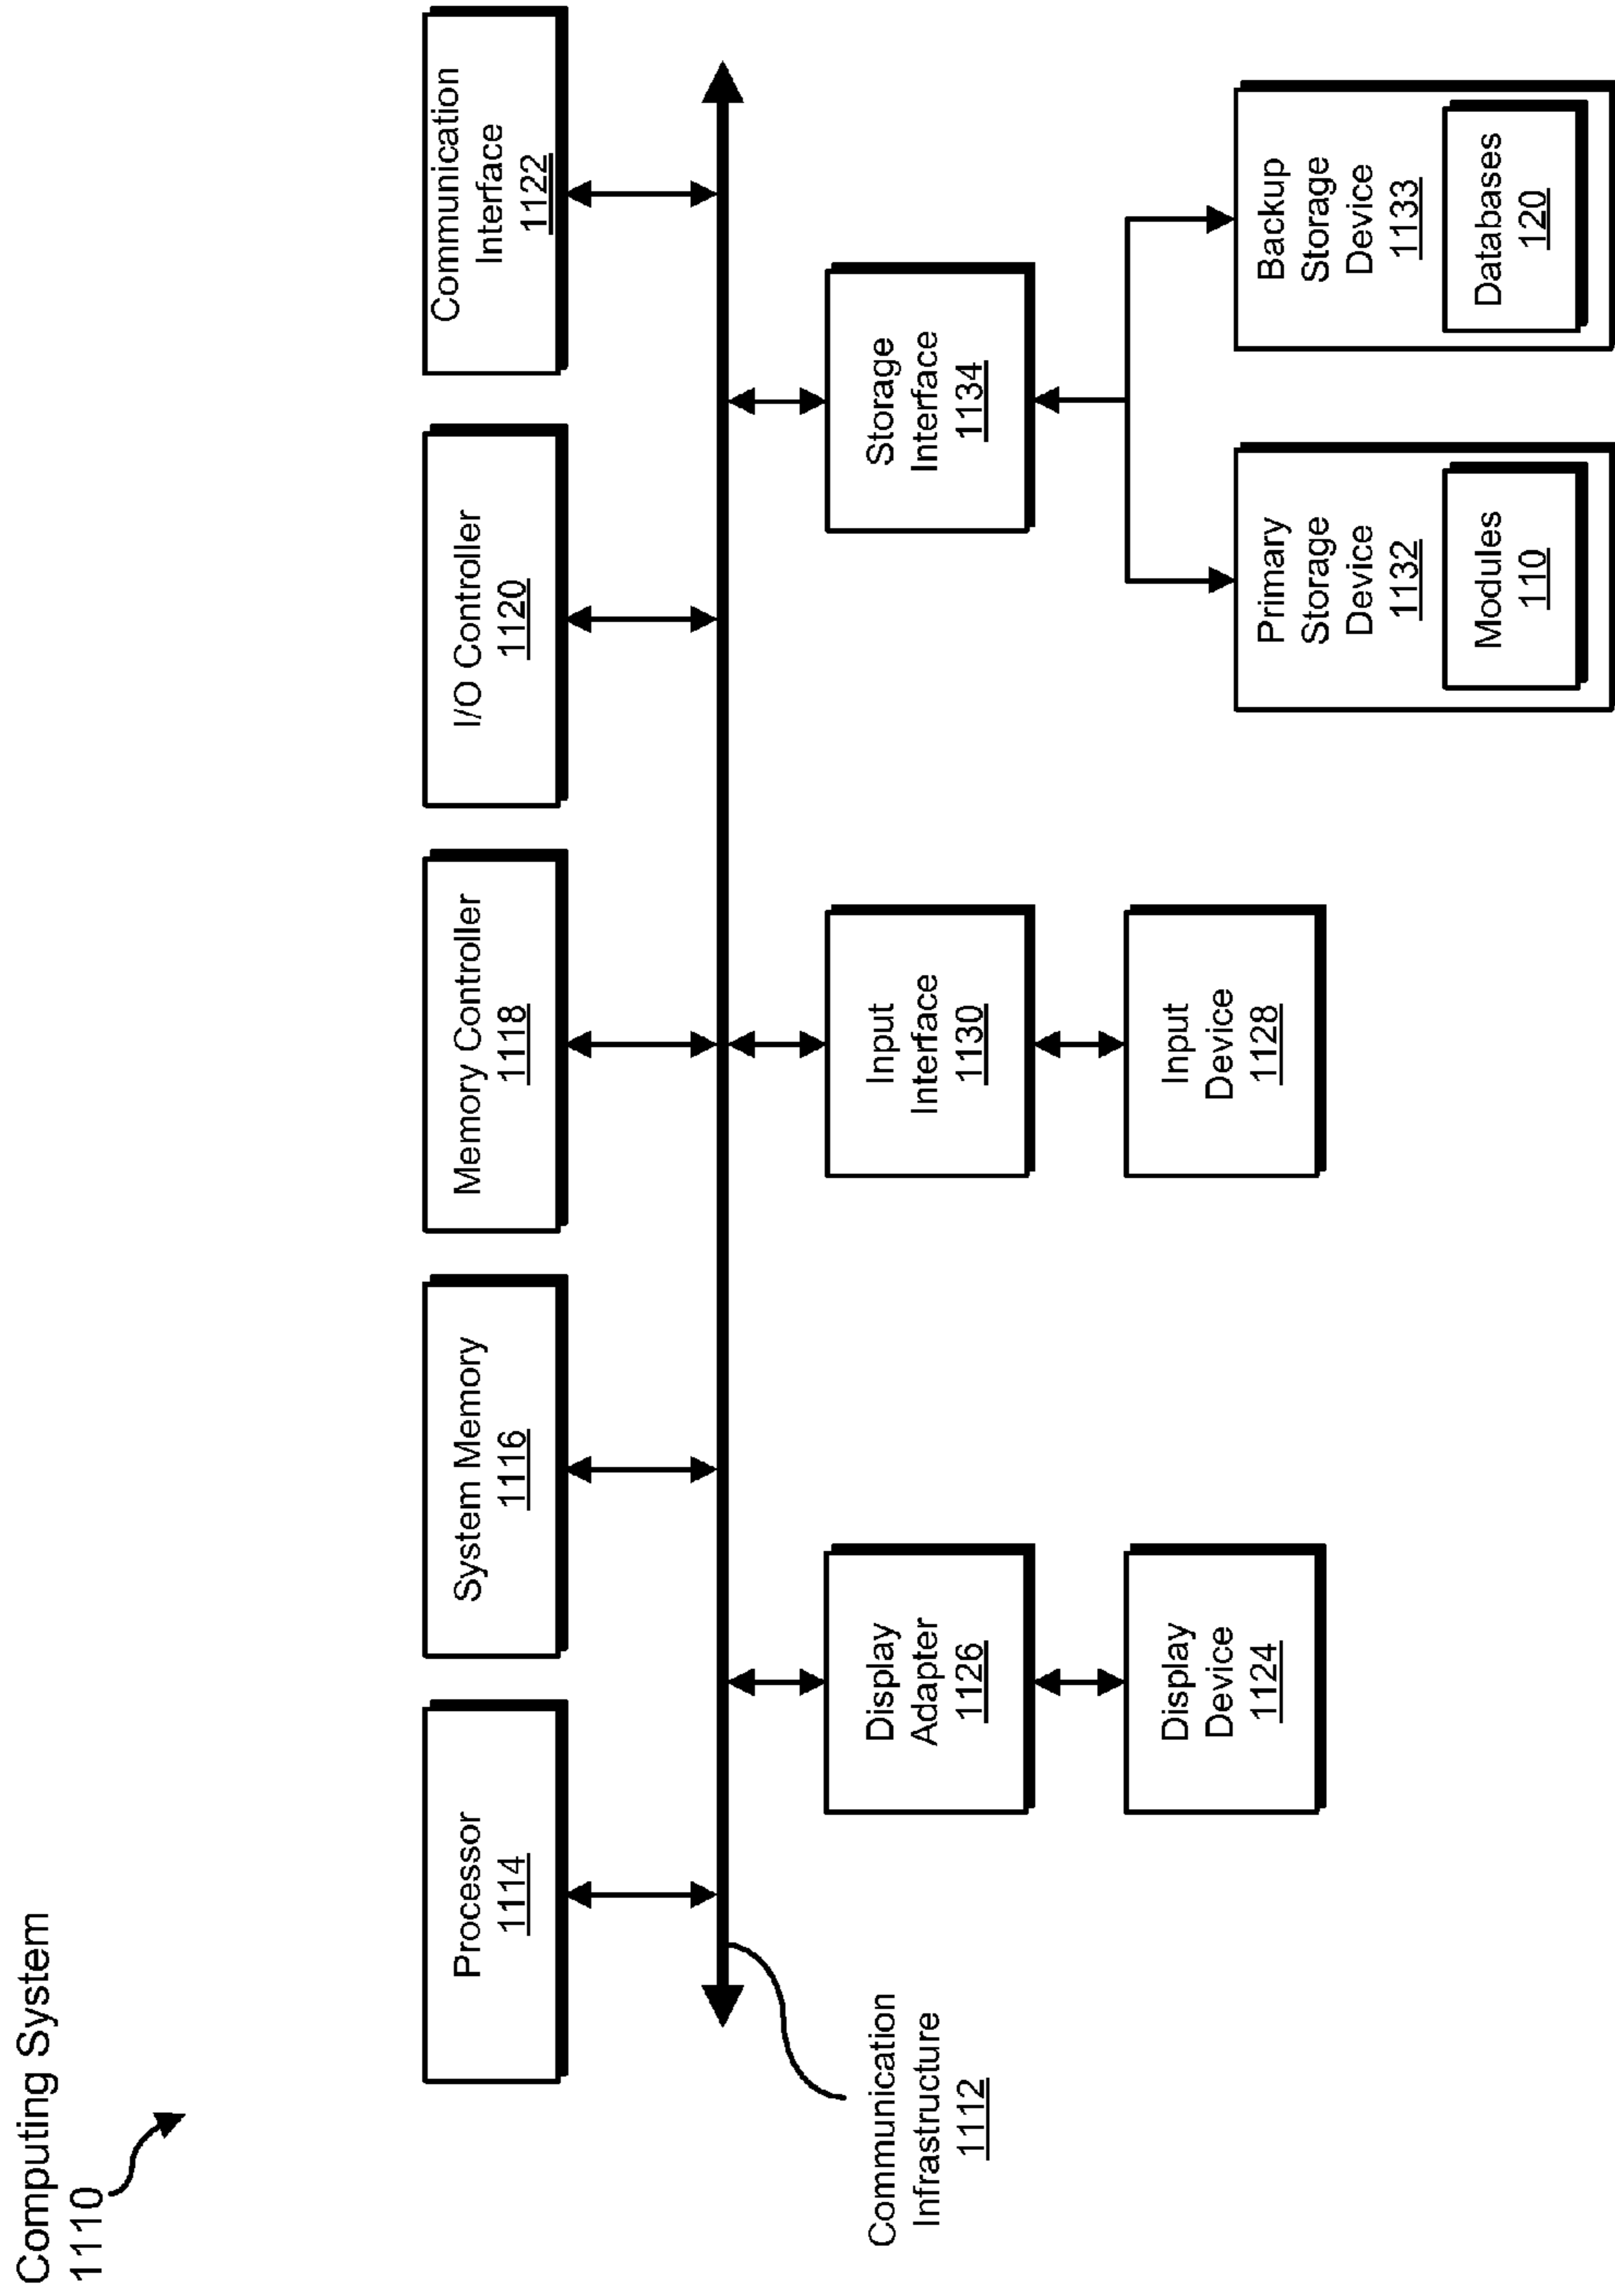 Computing System
1110
Processor
1114
System Memory
1116
Memory Controller
1118
I/O Controller
1120
Communication
Interface
1122
Communication
Infrastructure
1112
Display
Adapter
1126
Input
Interface
1130
Storage
Interface
1134
Display
Device
1124
Input
Device
1128
Primary
Storage
Device
1132
Modules
110
Backup
Storage
Device
1133
Databases
120